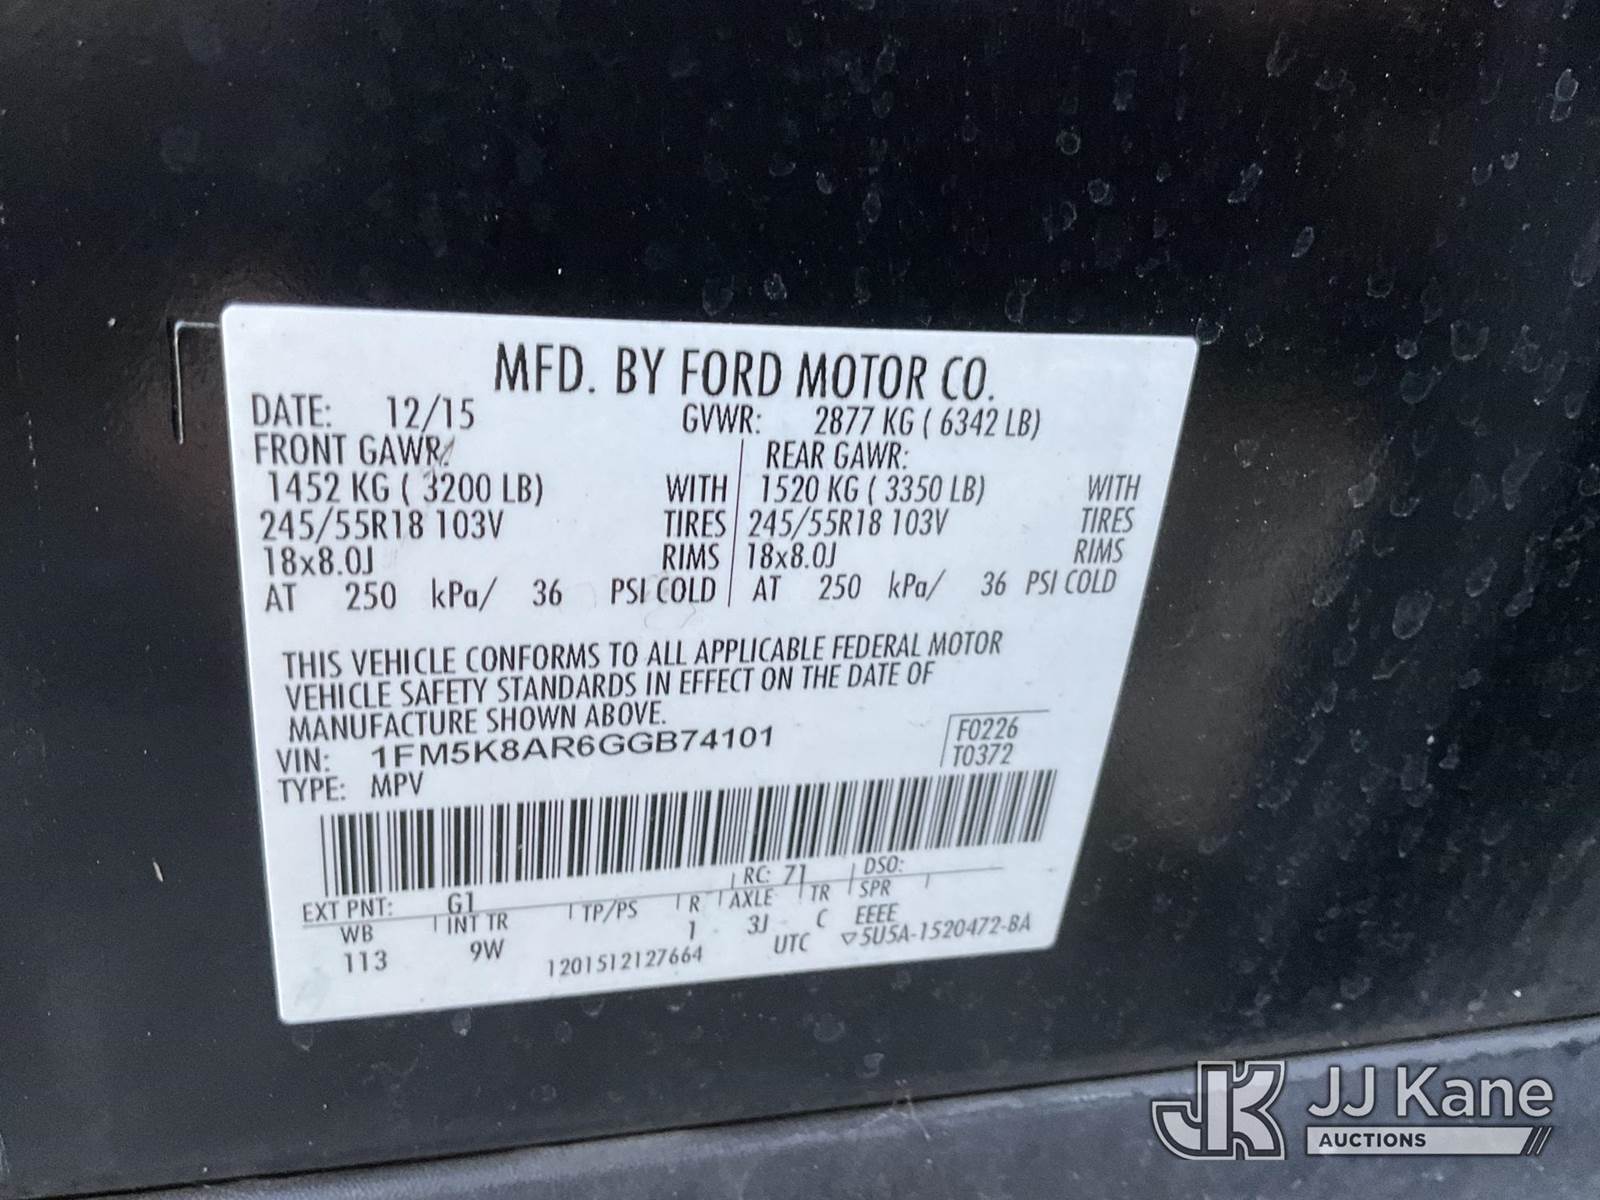 MFD. BY FORD MOTOR CO.
DATE: 12/15 GVWR: 2877 KG ( 6342 LB)
FRONT GAWR: REAR GAWR:
1452 KG ( 3200 LB) WITH 1520 KG ( 3350 LB) WITH
245/55R18 103V TIRES 245/55R18 103V TIRES
18x8.0J RIMS 18x8.0J RIMS
AT 250 kPa/ 36 PSI COLD AT 250 kPa/ 36 PSI COLD
THIS VEHICLE CONFORMS TO ALL APPLICABLE FEDERAL MOTOR
VEHICLE SAFETY STANDARDS IN EFFECT ON THE DATE OF
MANUFACTURE SHOWN ABOVE.
VIN: 1FM5K8AR6GGB74101 F0226
TYPE: MPV T0372
EXT PNT: G1 RC: 71 DSO:
WB INT TR TP/PS R AXLE TR SPR
113 9W 1 3J C EEEE
1201512127664 UTC ▽5U5A-1520472-BA
JK JJ Kane
AUCTIONS